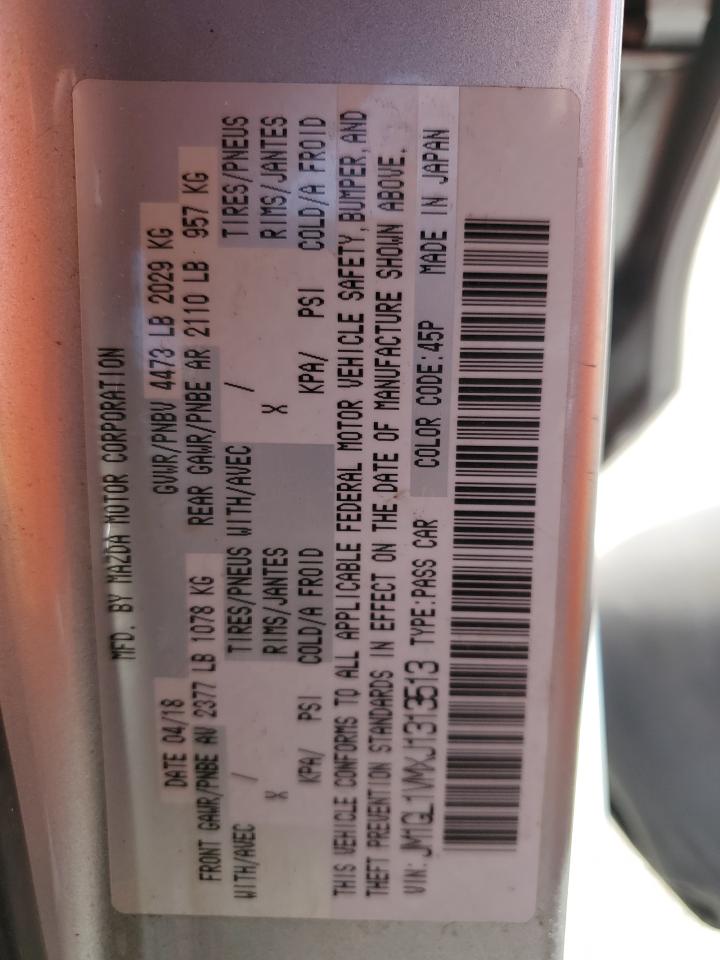 MFD. BY MAZDA MOTOR CORPORATION
DATE 04/18 GVWR/PNBV 4473 LB 2029 KG
FRONT GAWR/PNBE AV 2377 LB 1078 KG REAR GAWR/PNBE AR 2110 LB 957 KG
WITH/AVEC / TIRES/PNEUS WITH/AVEC / TIRES/PNEUS
X RIMS/JANTES X RIMS/JANTES
KPA/ PSI COLD/A FROID KPA/ PSI COLD/A FROID
THIS VEHICLE CONFORMS TO ALL APPLICABLE FEDERAL MOTOR VEHICLE SAFETY, BUMPER, AND
THEFT PREVENTION STANDARDS IN EFFECT ON THE DATE OF MANUFACTURE SHOWN ABOVE.
VIN: JM1GL1VMXJ1313513 TYPE:PASS CAR COLOR CODE:45P MADE IN JAPAN